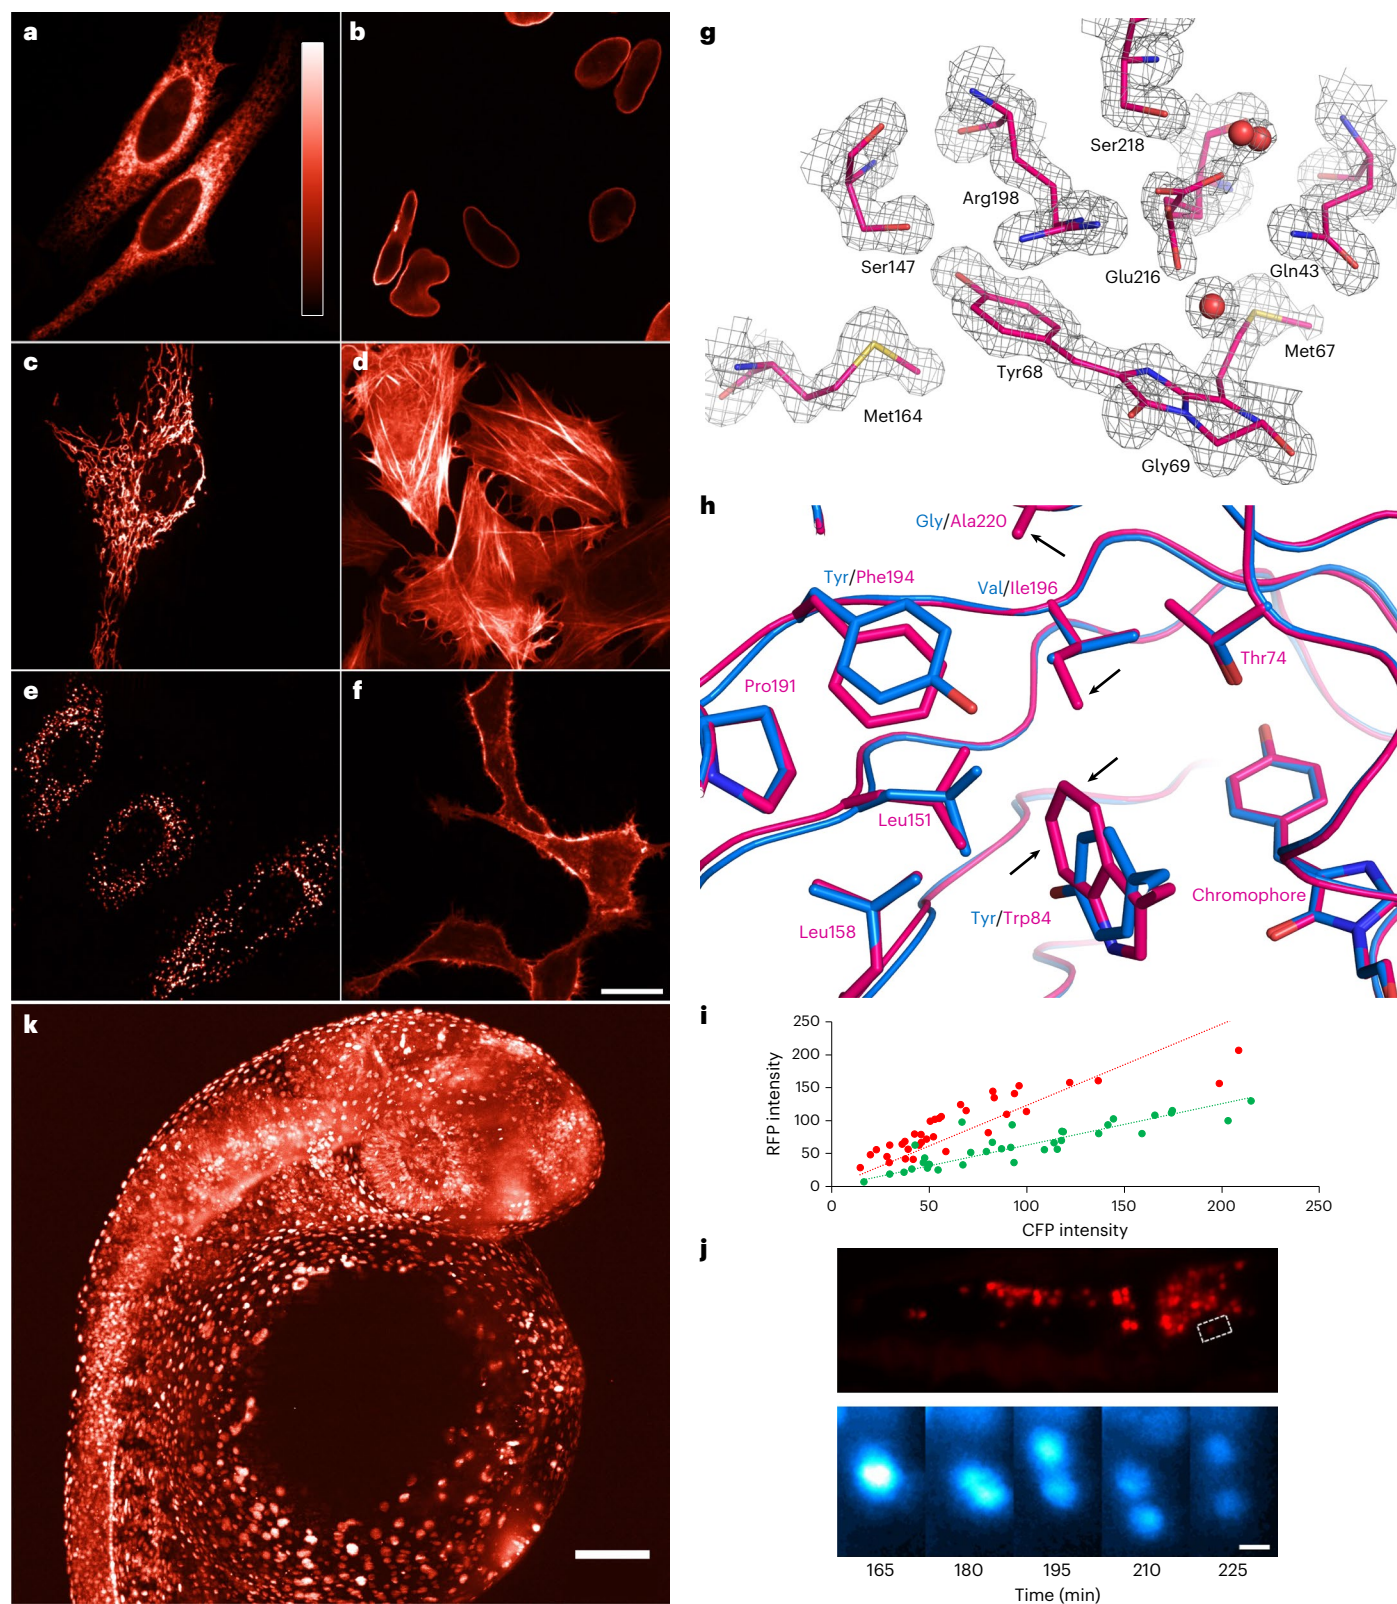 a
b
c
d
e
f
k
g
Ser218
Arg198
Ser147
Glu216
Gln43
Met67
Tyr68
Met164
Gly69
h
Gly/Ala220
Tyr/Phe194
Val/Ile196
Pro191
Thr74
Leu151
Chromophore
Tyr/Trp84
Leu158
i
250
200
150
100
50
0
RFP intensity
0 50 100 150 200 250
CFP intensity
j
165 180 195 210 225
Time (min)